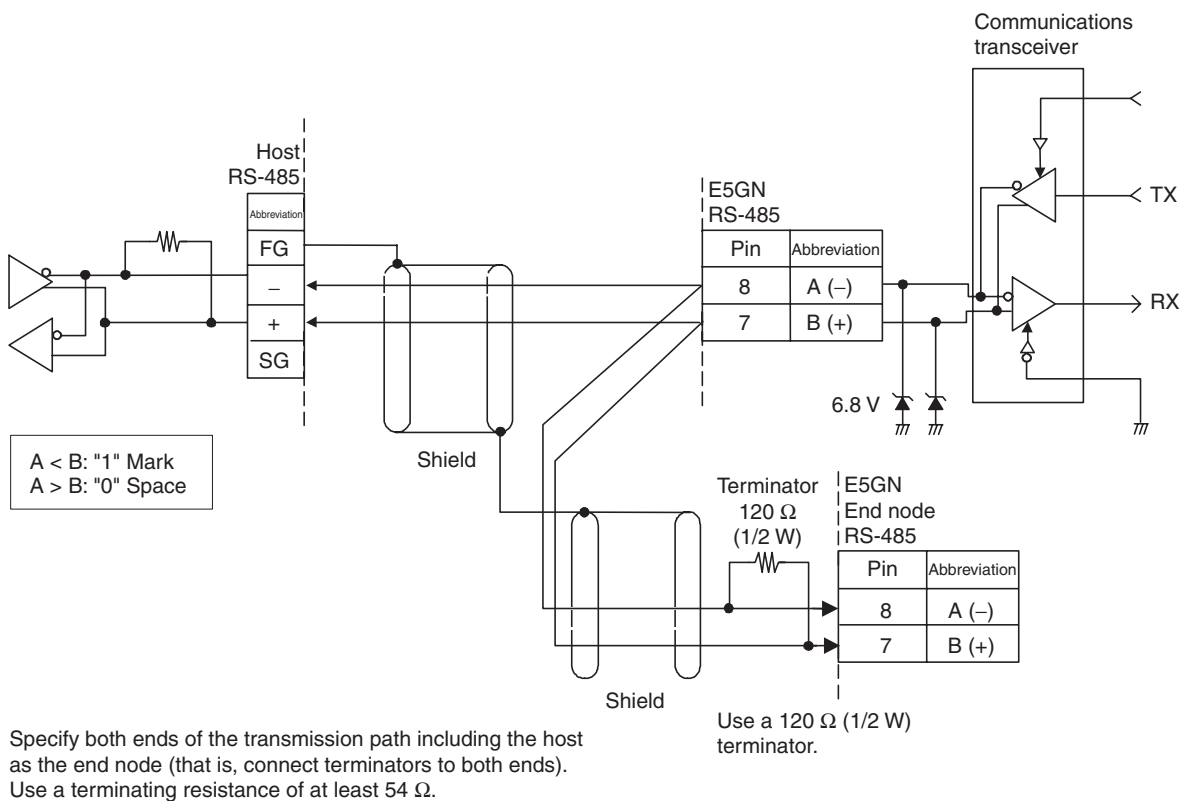 Communications
transceiver
TX
RX
Host
RS-485
Abbreviation
FG
−
+
SG
E5GN
RS-485
Pin Abbreviation
8 A (−)
7 B (+)
6.8 V
Shield
A < B: "1" Mark
A > B: "0" Space
Terminator
120 Ω
(1/2 W)
E5GN
End node
RS-485
Pin Abbreviation
8 A (−)
7 B (+)
Shield
Use a 120 Ω (1/2 W)
terminator.
Specify both ends of the transmission path including the host
as the end node (that is, connect terminators to both ends).
Use a terminating resistance of at least 54 Ω.